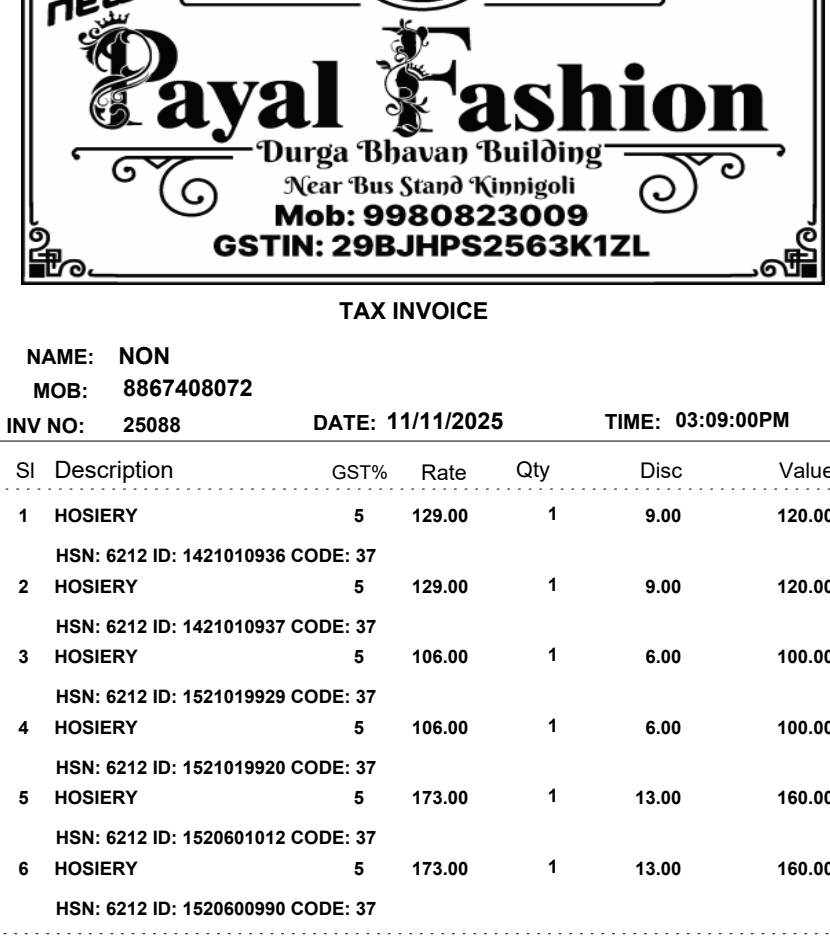 new
Payal Fashion
Durga Bhavan Building
Near Bus Stand Kinnigoli
Mob: 9980823009
GSTIN: 29BJHPS2563K1ZL
TAX INVOICE
NAME: NON
MOB: 8867408072
INV NO: 25088 DATE: 11/11/2025 TIME: 03:09:00PM
Sl Description GST% Rate Qty Disc Value
1 HOSIERY 5 129.00 1 9.00 120.00
HSN: 6212 ID: 1421010936 CODE: 37
2 HOSIERY 5 129.00 1 9.00 120.00
HSN: 6212 ID: 1421010937 CODE: 37
3 HOSIERY 5 106.00 1 6.00 100.00
HSN: 6212 ID: 1521019929 CODE: 37
4 HOSIERY 5 106.00 1 6.00 100.00
HSN: 6212 ID: 1521019920 CODE: 37
5 HOSIERY 5 173.00 1 13.00 160.00
HSN: 6212 ID: 1520601012 CODE: 37
6 HOSIERY 5 173.00 1 13.00 160.00
HSN: 6212 ID: 1520600990 CODE: 37